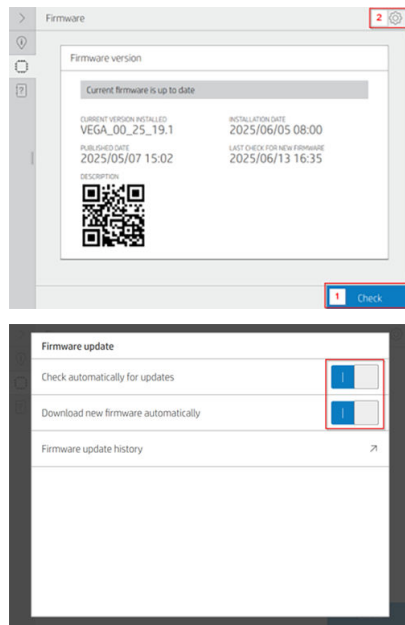 Firmware
2
Firmware version
Current firmware is up to date
CURRENT VERSION INSTALLED
VEGA_00_25_19.1
INSTALLATION DATE
2025/06/05 08:00
PUBLISHED DATE
2025/05/07 15:02
LAST CHECK FOR NEW FIRMWARE
2025/06/13 16:35
DESCRIPTION
1 Check
Firmware update
Check automatically for updates
Download new firmware automatically
Firmware update history